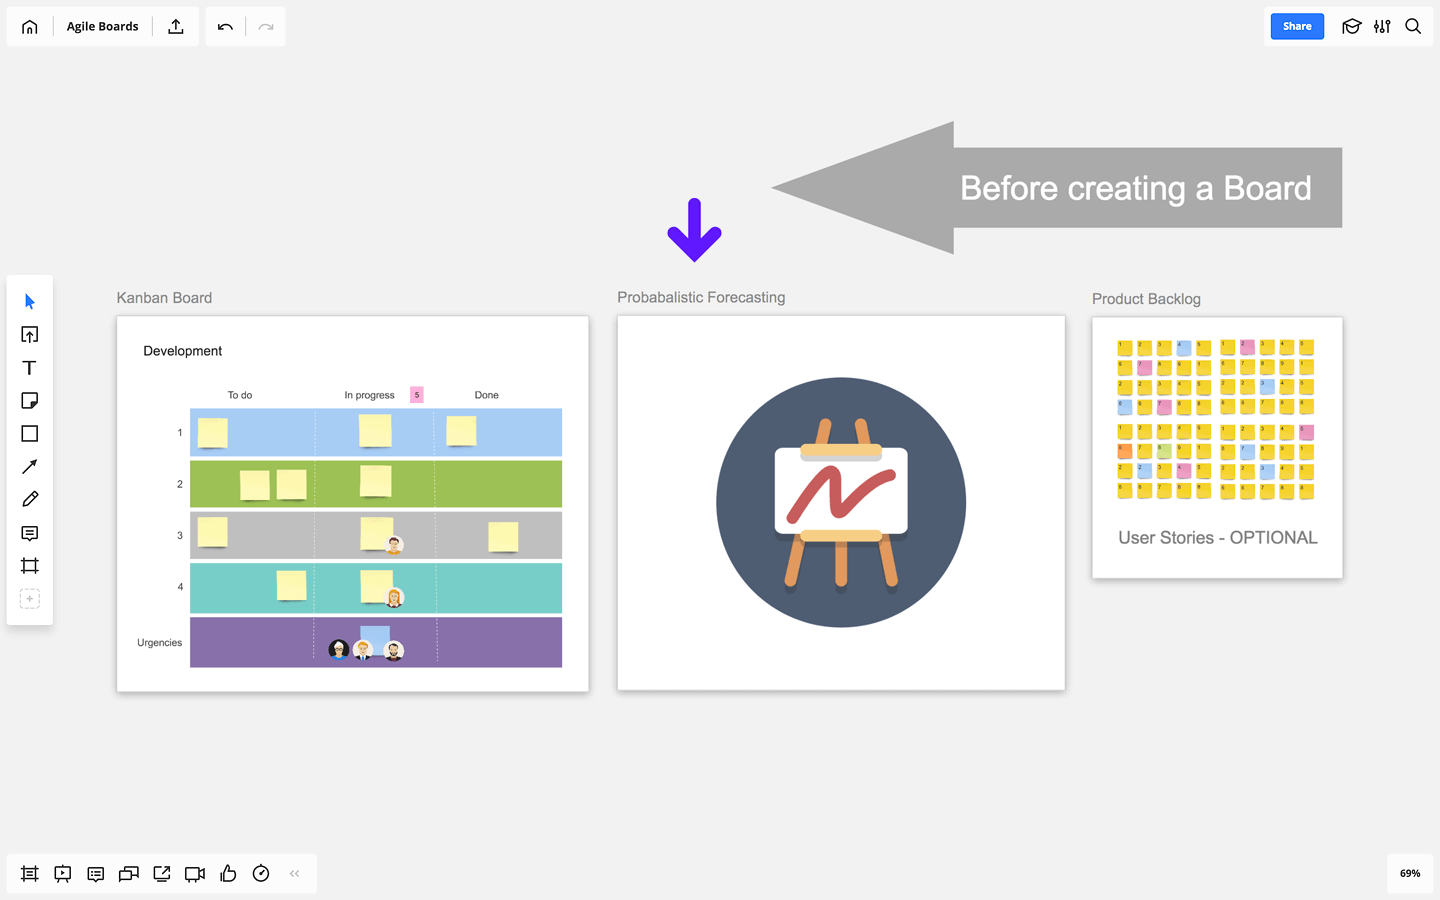 Agile Boards
Share
Before creating a Board
Kanban Board
Probabalistic Forecasting
Product Backlog
Development
To do
In progress
5
Done
1
2
3
4
Urgencies
User Stories - OPTIONAL
69%